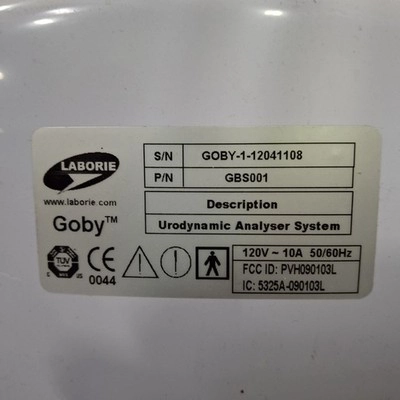 LABORIE
www.laborie.com
Goby™
S/N GOBY-1-12041108
P/N GBS001
Description
Urodynamic Analyser System
TÜV
CE
0044
120V ~ 10A 50/60Hz
FCC ID: PVH090103L
IC: 5325A-090103L